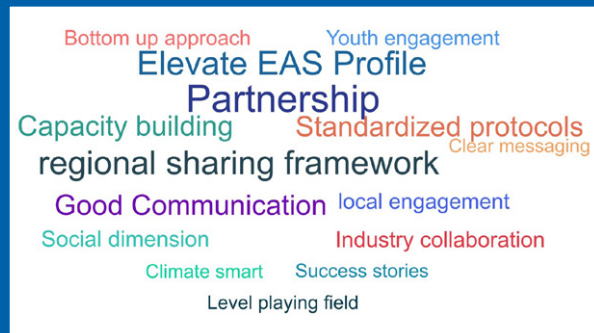 Bottom up approach Youth engagement
Elevate EAS Profile
Partnership
Capacity building Standardized protocols
Clear messaging
regional sharing framework
Good Communication local engagement
Social dimension Industry collaboration
Climate smart Success stories
Level playing field